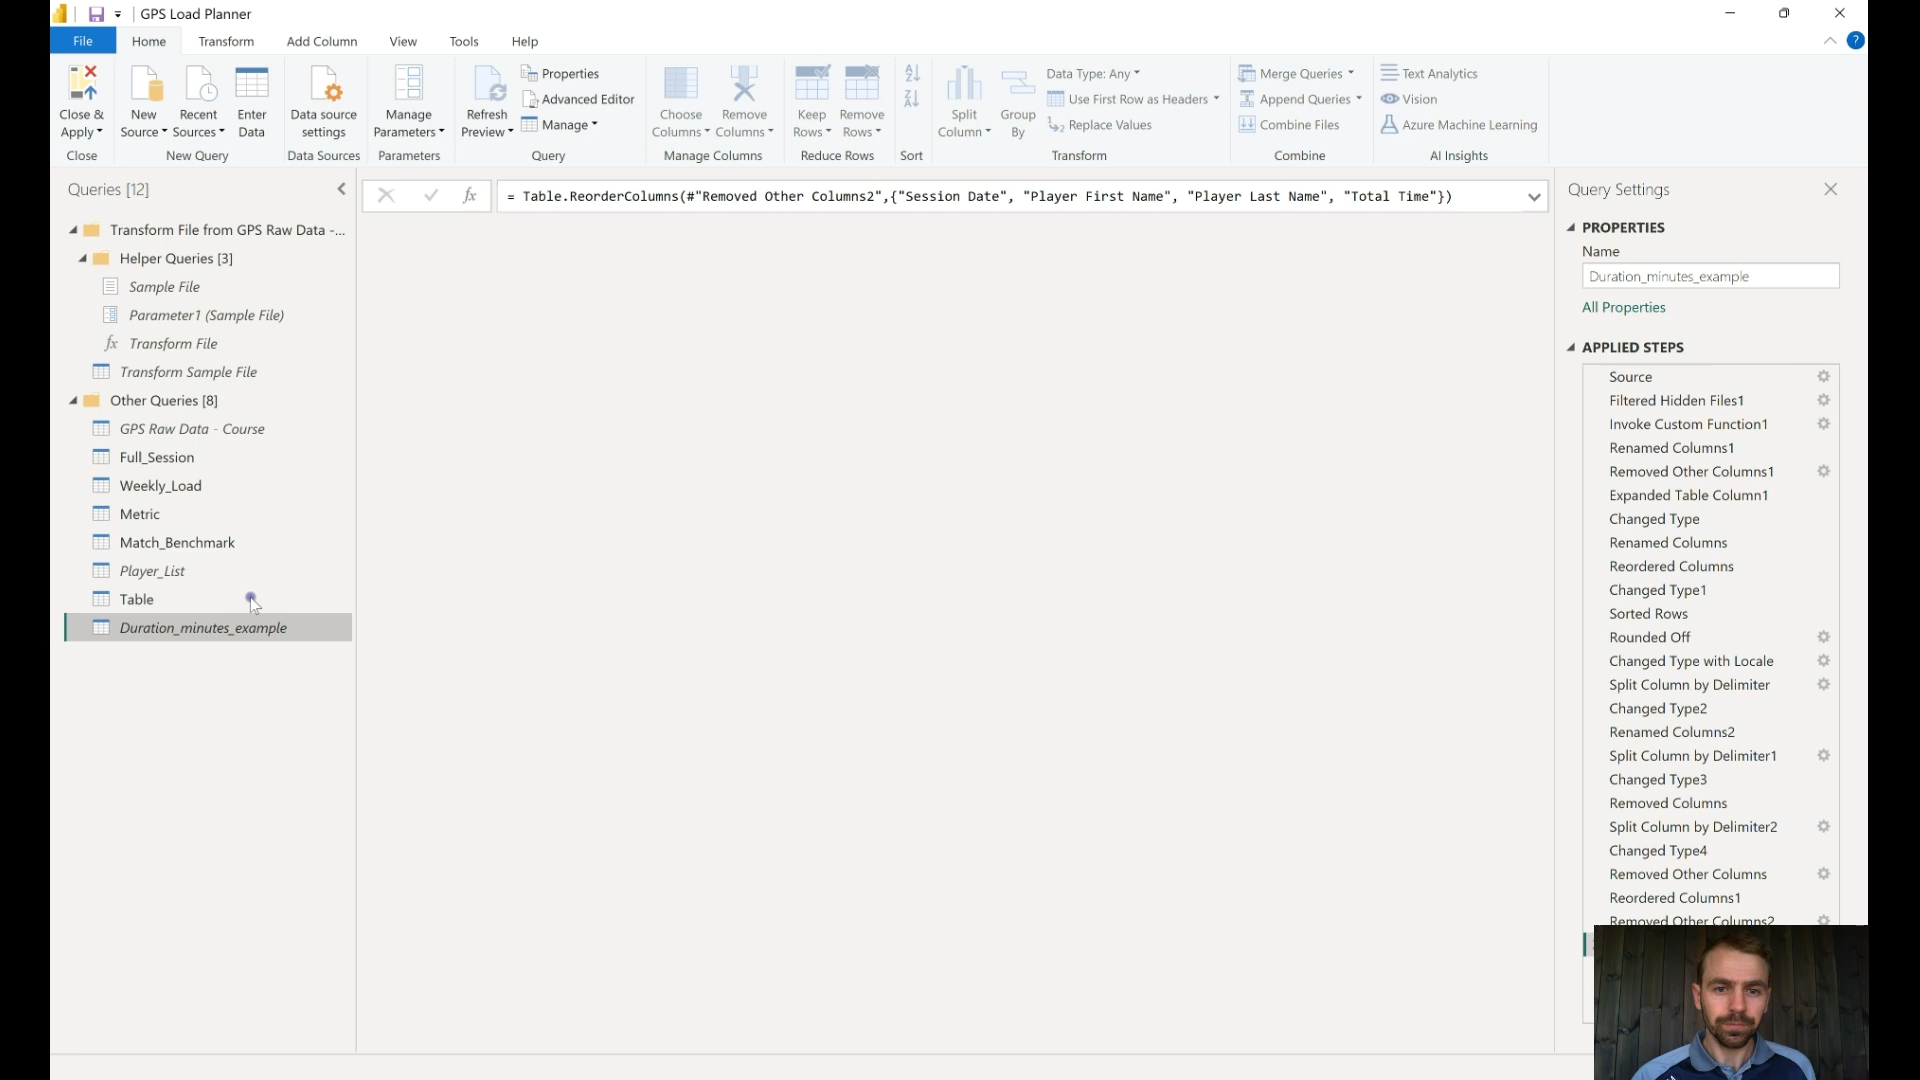 GPS Load Planner
File Home Transform Add Column View Tools Help
Close & Apply
Close
New Source
Recent Sources
Enter Data
New Query
Data source settings
Data Sources
Manage Parameters
Parameters
Refresh Preview
Properties
Advanced Editor
Manage
Query
Choose Columns
Remove Columns
Manage Columns
Keep Rows
Remove Rows
Reduce Rows
Sort
Split Column
Group By
Data Type: Any
Use First Row as Headers
Replace Values
Transform
Merge Queries
Append Queries
Combine Files
Combine
Text Analytics
Vision
Azure Machine Learning
AI Insights
Queries [12]
Transform File from GPS Raw Data -...
Helper Queries [3]
Sample File
Parameter1 (Sample File)
fx Transform File
Transform Sample File
Other Queries [8]
GPS Raw Data - Course
Full_Session
Weekly_Load
Metric
Match_Benchmark
Player_List
Table
Duration_minutes_example
fx = Table.ReorderColumns(#"Removed Other Columns2",{"Session Date", "Player First Name", "Player Last Name", "Total Time"})
Query Settings
PROPERTIES
Name
Duration_minutes_example
All Properties
APPLIED STEPS
Source
Filtered Hidden Files1
Invoke Custom Function1
Renamed Columns1
Removed Other Columns1
Expanded Table Column1
Changed Type
Renamed Columns
Reordered Columns
Changed Type1
Sorted Rows
Rounded Off
Changed Type with Locale
Split Column by Delimiter
Changed Type2
Renamed Columns2
Split Column by Delimiter1
Changed Type3
Removed Columns
Split Column by Delimiter2
Changed Type4
Removed Other Columns
Reordered Columns1
Removed Other Columns2